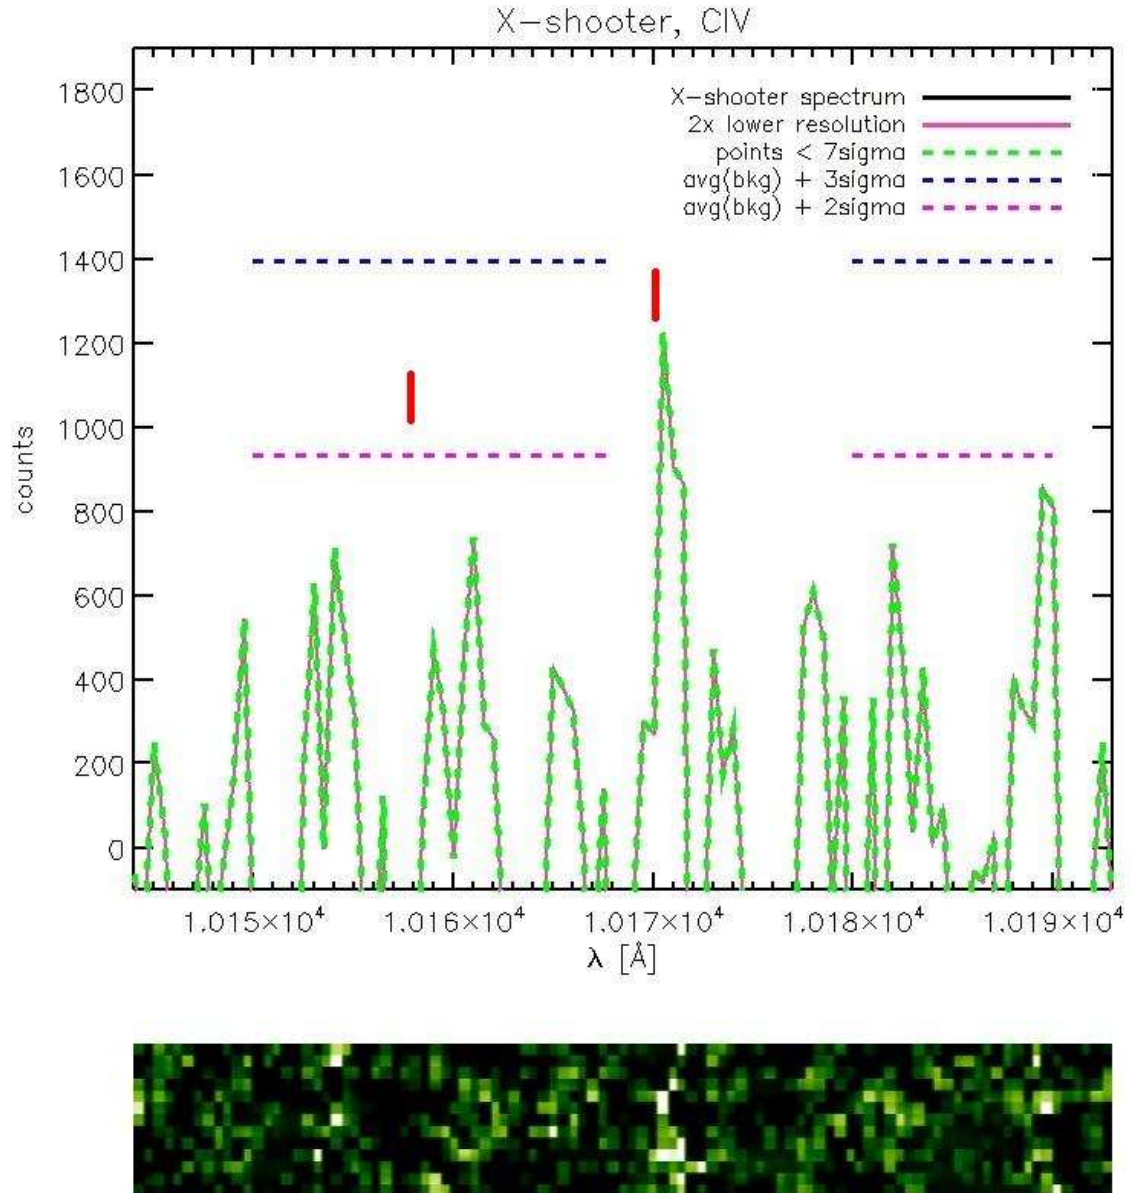 X-shooter, CIV
1800
1600
1400
1200
1000
800
600
400
200
0
counts
X-shooter spectrum
2x lower resolution
points < 7sigma
avg(bkg) + 3sigma
avg(bkg) + 2sigma
1.015×10⁴ 1.016×10⁴ 1.017×10⁴ 1.018×10⁴ 1.019×10⁴
λ [Å]